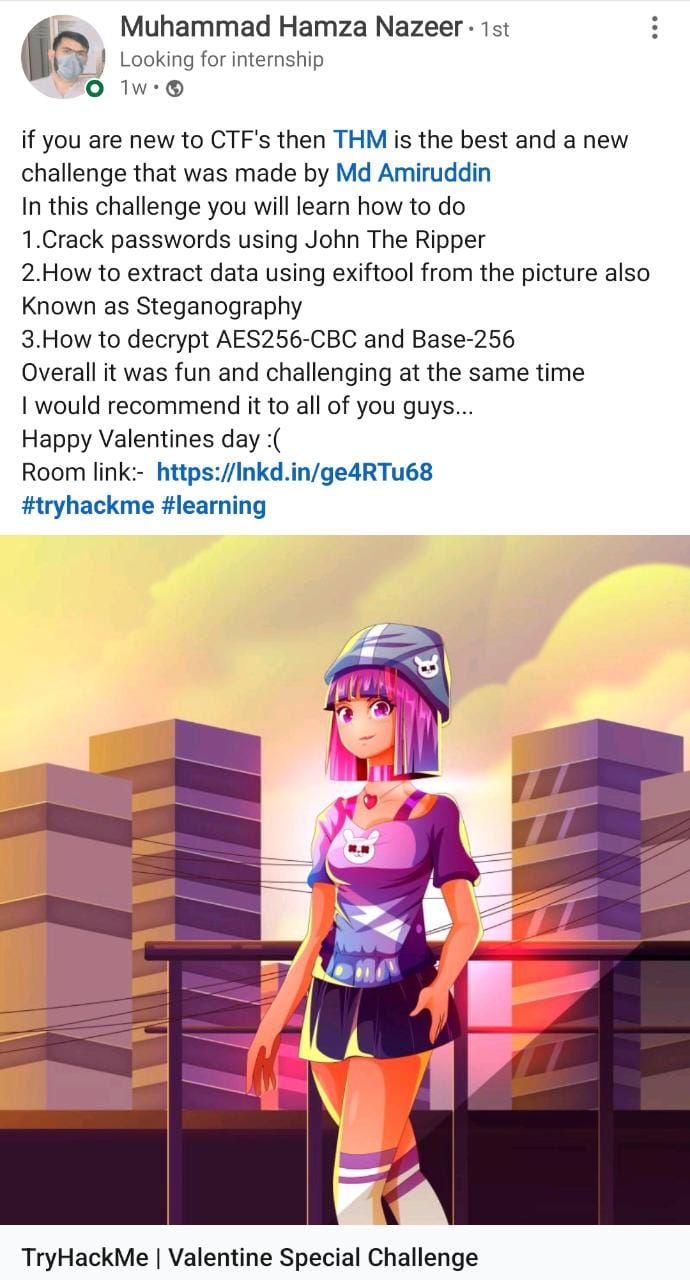 Muhammad Hamza Nazeer • 1st
Looking for internship
1w •
if you are new to CTF's then THM is the best and a new
challenge that was made by Md Amiruddin
In this challenge you will learn how to do
1.Crack passwords using John The Ripper
2.How to extract data using exiftool from the picture also
Known as Steganography
3.How to decrypt AES256-CBC and Base-256
Overall it was fun and challenging at the same time
I would recommend it to all of you guys...
Happy Valentines day :(
Room link:- https://lnkd.in/ge4RTu68
#tryhackme #learning
TryHackMe | Valentine Special Challenge